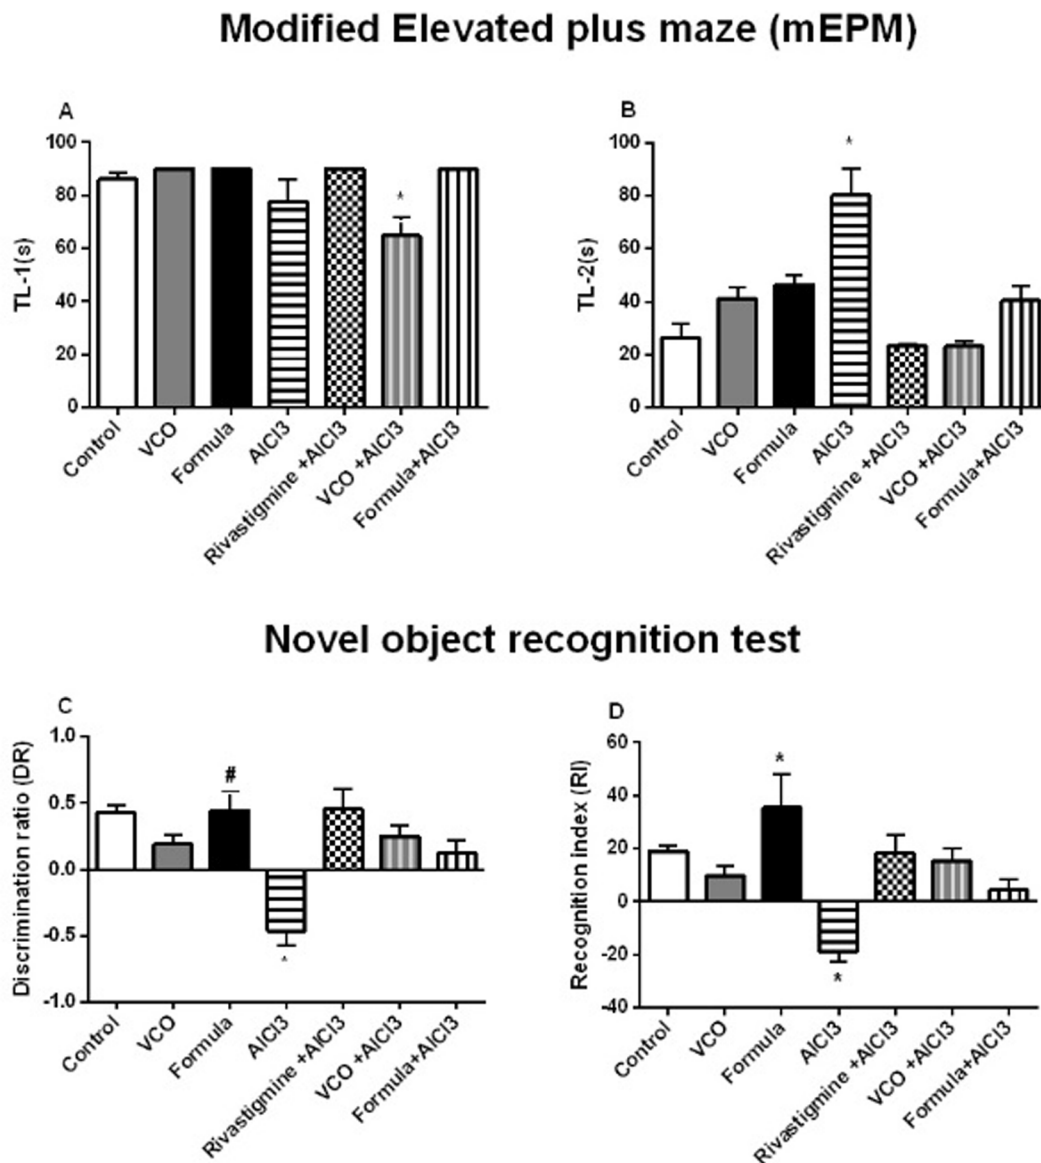 Modified Elevated plus maze (mEPM)
A
B
100
80
60
40
20
0
TL-1(s)
Control
VCO
Formula
AlCl3
Rivastigmine +AlCl3
VCO +AlCl3
Formula+AlCl3
*
100
80
60
40
20
0
TL-2(s)
Control
VCO
Formula
AlCl3
Rivastigmine +AlCl3
VCO +AlCl3
Formula+AlCl3
*
Novel object recognition test
C
D
1.0
0.5
0.0
-0.5
-1.0
Discrimination ratio (DR)
#
*
Control
VCO
Formula
AlCl3
Rivastigmine +AlCl3
VCO +AlCl3
Formula+AlCl3
60
40
20
0
-20
-40
Recognition index (RI)
*
*
Control
VCO
Formula
AlCl3
Rivastigmine +AlCl3
VCO +AlCl3
Formula+AlCl3